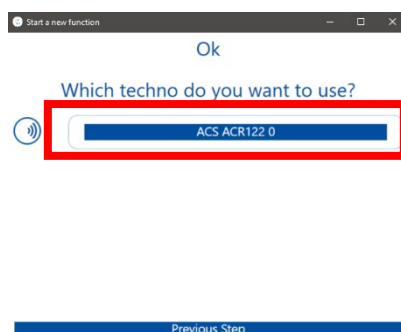 Start a new function
Ok
Which techno do you want to use?
ACS ACR122 0
Previous Step